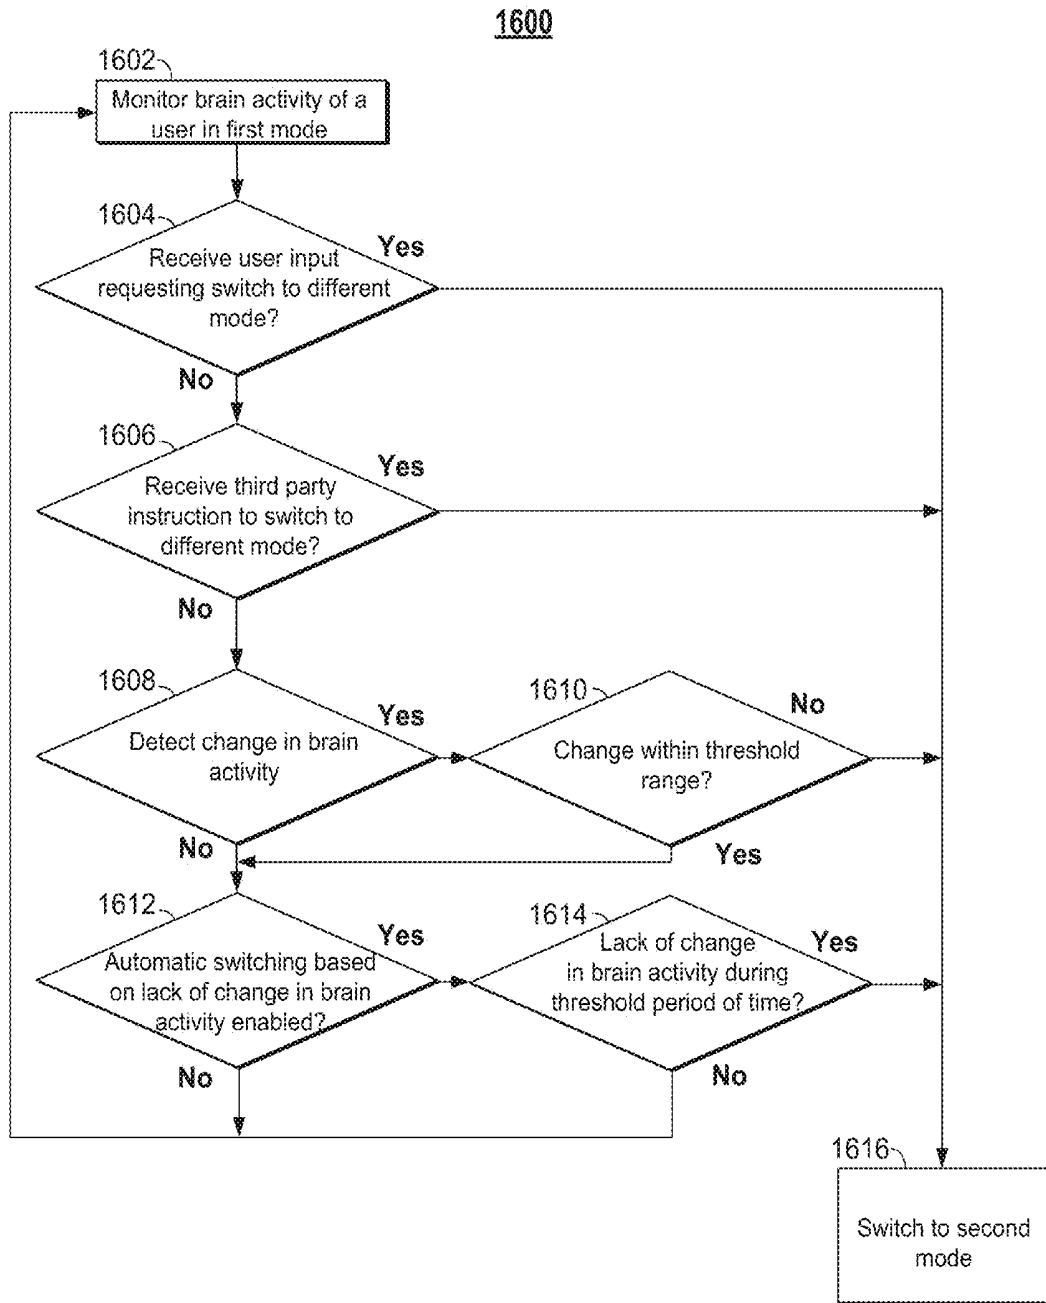 1600
1602
Monitor brain activity of a
user in first mode
1604
Yes
Receive user input
requesting switch to different
mode?
No
1606
Yes
Receive third party
instruction to switch to
different mode?
No
1608
Yes
Detect change in brain
activity
No
1610
No
Change within threshold
range?
Yes
1612
Yes
Automatic switching based
on lack of change in brain
activity enabled?
No
1614
Yes
Lack of change
in brain activity during
threshold period of time?
No
1616
Switch to second
mode